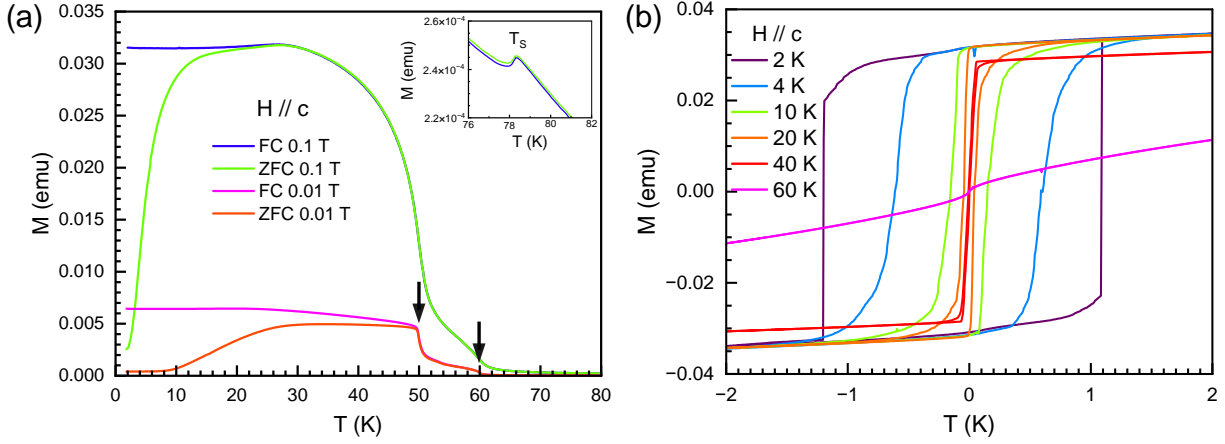 (a)
M (emu)
0.035
0.030
0.025
0.020
0.015
0.010
0.005
0.000
0 10 20 30 40 50 60 70 80
T (K)
H // c
FC 0.1 T
ZFC 0.1 T
FC 0.01 T
ZFC 0.01 T
M (emu)
2.6×10⁻⁴
2.4×10⁻⁴
2.2×10⁻⁴
T_S
76 78 80 82
T (K)
(b)
M (emu)
0.04
0.02
0.00
-0.02
-0.04
-2 -1 0 1 2
T (K)
H // c
2 K
4 K
10 K
20 K
40 K
60 K